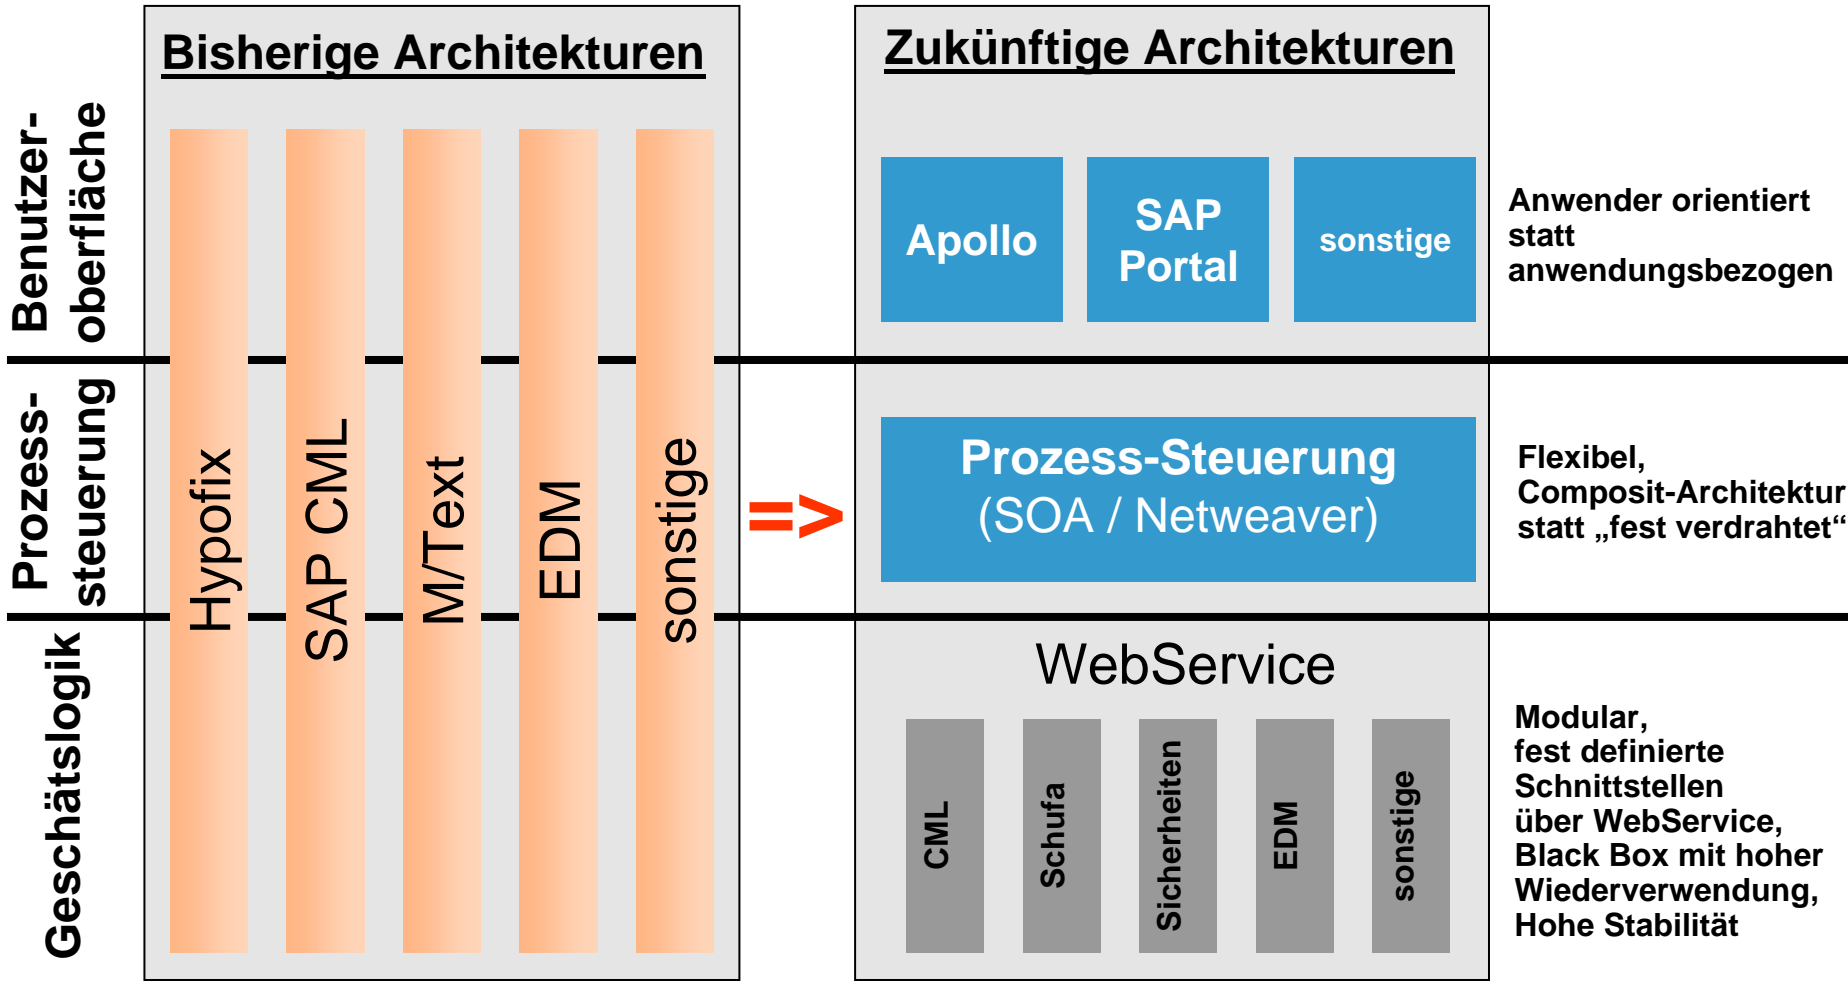 Bisherige Architekturen
Zukünftige Architekturen
Benutzer-
oberfläche
Prozess-
steuerung
Geschätslogik
Hypofix
SAP CML
M/Text
EDM
sonstige
=>
Apollo
SAP
Portal
sonstige
Anwender orientiert
statt
anwendungsbezogen
Prozess-Steuerung
(SOA / Netweaver)
Flexibel,
Composit-Architektur
statt „fest verdrahtet“
WebService
CML
Schufa
Sicherheiten
EDM
sonstige
Modular,
fest definierte
Schnittstellen
über WebService,
Black Box mit hoher
Wiederverwendung,
Hohe Stabilität